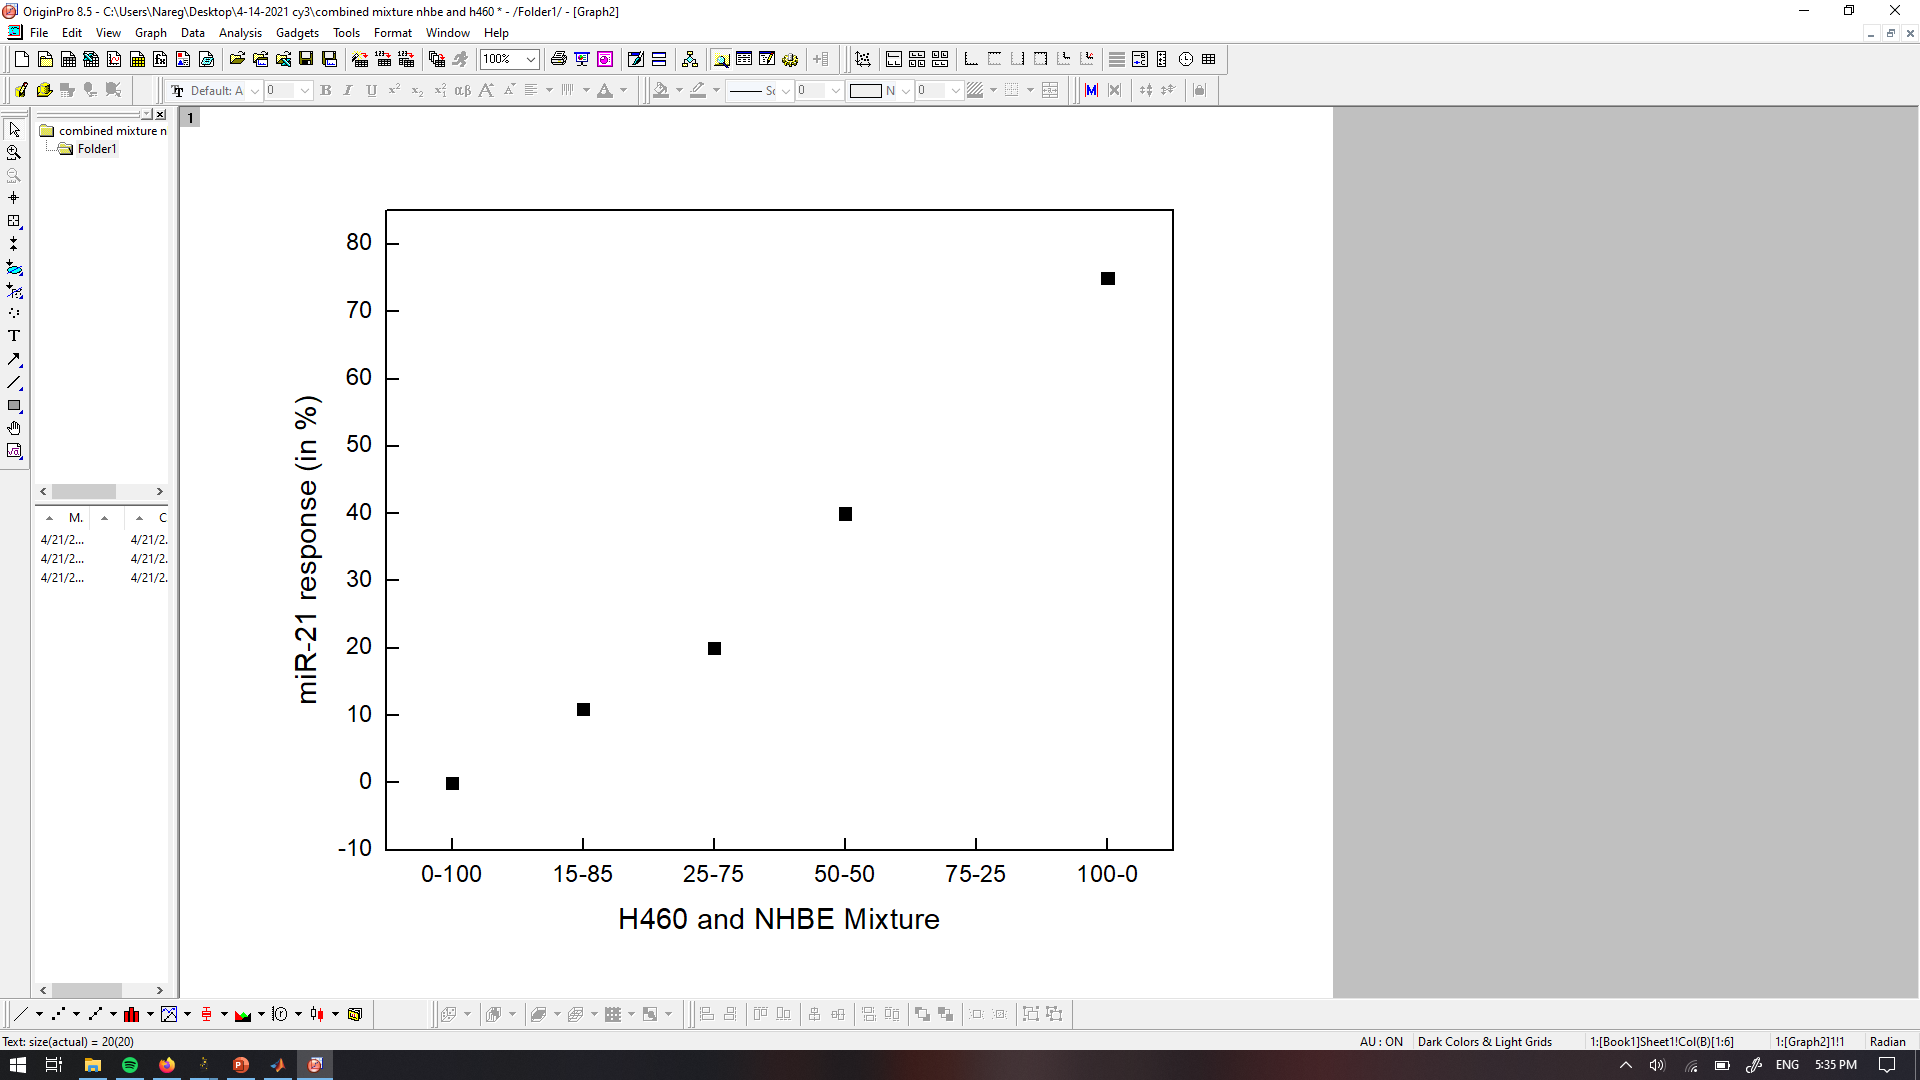 OriginPro 8.5 - C:\Users\Nareg\Desktop\4-14-2021 cy3\combined mixture nhbe and h460 * - /Folder1/ - [Graph2]
File Edit View Graph Data Analysis Gadgets Tools Format Window Help
100%
Default: A 0 B I U x² x₂ αβ A A A 0 N 0
combined mixture n
Folder1
1
80
70
60
50
40
30
20
10
0
-10
miR-21 response (in %)
0-100 15-85 25-75 50-50 75-25 100-0
H460 and NHBE Mixture
M. C
4/21/2... 4/21/2.
4/21/2... 4/21/2.
4/21/2... 4/21/2.
Text: size(actual) = 20(20) AU : ON Dark Colors & Light Grids 1:[Book1]Sheet1!Col(B)[1:6] 1:[Graph2]1!1 Radian
ENG 5:35 PM